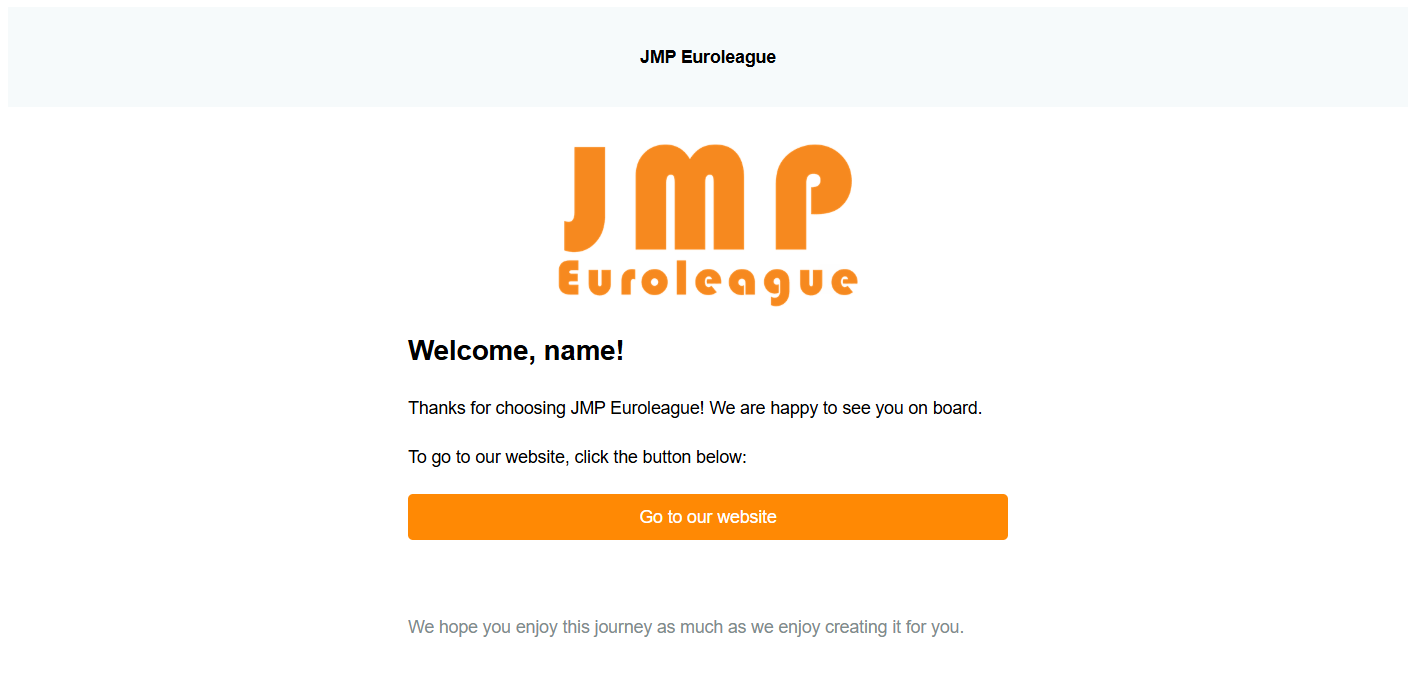 JMP Euroleague
JMP
Euroleague
Welcome, name!
Thanks for choosing JMP Euroleague! We are happy to see you on board.
To go to our website, click the button below:
Go to our website
We hope you enjoy this journey as much as we enjoy creating it for you.